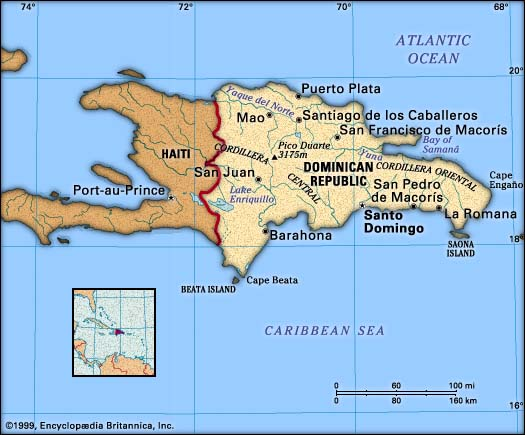 74°
72°
70°
68°
20°
ATLANTIC
OCEAN
Puerto Plata
Yaque del Norte
Mao
Santiago de los Caballeros
San Francisco de Macorís
Bay of
Samaná
HAITI
CORDILLERA
Pico Duarte
3175m
Yuna
CORDILLERA ORIENTAL
San Juan
DOMINICAN
REPUBLIC
Cape
Engaño
Port-au-Prince
Lake
Enriquillo
CENTRAL
San Pedro
de Macorís
La Romana
Santo
Domingo
Barahona
SAONA
ISLAND
18°
18°
Cape Beata
BEATA ISLAND
CARIBBEAN SEA
0 60 100 mi
0 80 160 km
16°
©1999, Encyclopædia Britannica, Inc.